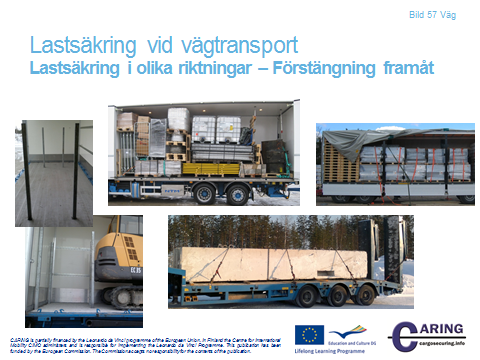 Bild 57 Väg
Lastsäkring vid vägtransport
Lastsäkring i olika riktningar – Förstängning framåt
CARING is partially financed by the Leonardo da Vinci programme of the European Union. In Finland the Centre for International
Mobility CIMO administers and is responsible for implementing the Leonardo da Vinci Programme. This publication has been
funded by the European Commission. The Commission accepts no responsibility for the contents of the publication.
Education and Culture DG
Lifelong Learning Programme
CARING
cargosecuring.info